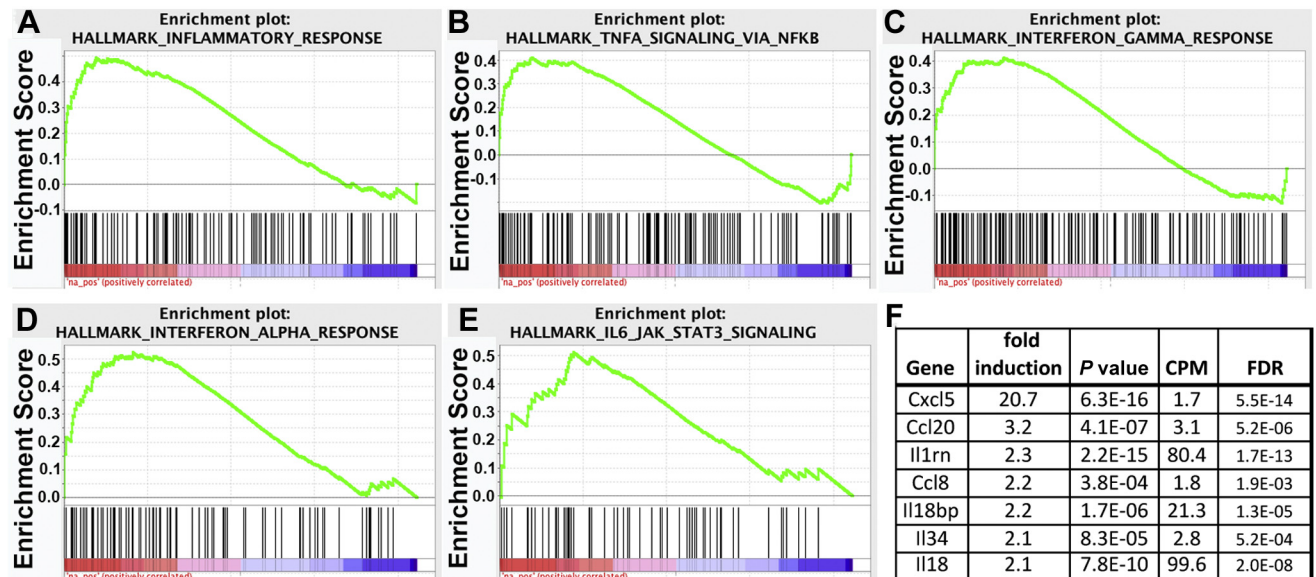 A
Enrichment plot:
HALLMARK_INFLAMMATORY_RESPONSE
Enrichment Score
0.4
0.3
0.2
0.1
0.0
-0.1
'na_pos' (positively correlated)
B
Enrichment plot:
HALLMARK_TNFA_SIGNALING_VIA_NFKB
Enrichment Score
0.4
0.3
0.2
0.1
0.0
-0.1
'na_pos' (positively correlated)
C
Enrichment plot:
HALLMARK_INTERFERON_GAMMA_RESPONSE
Enrichment Score
0.4
0.3
0.2
0.1
0.0
-0.1
'na_pos' (positively correlated)
D
Enrichment plot:
HALLMARK_INTERFERON_ALPHA_RESPONSE
Enrichment Score
0.5
0.4
0.3
0.2
0.1
0.0
'na_pos' (positively correlated)
E
Enrichment plot:
HALLMARK_IL6_JAK_STAT3_SIGNALING
Enrichment Score
0.5
0.4
0.3
0.2
0.1
0.0
'na_pos' (positively correlated)
F
Gene fold induction P value CPM FDR
Cxcl5 20.7 6.3E-16 1.7 5.5E-14
Ccl20 3.2 4.1E-07 3.1 5.2E-06
Il1rn 2.3 2.2E-15 80.4 1.7E-13
Ccl8 2.2 3.8E-04 1.8 1.9E-03
Il18bp 2.2 1.7E-06 21.3 1.3E-05
Il34 2.1 8.3E-05 2.8 5.2E-04
Il18 2.1 7.8E-10 99.6 2.0E-08